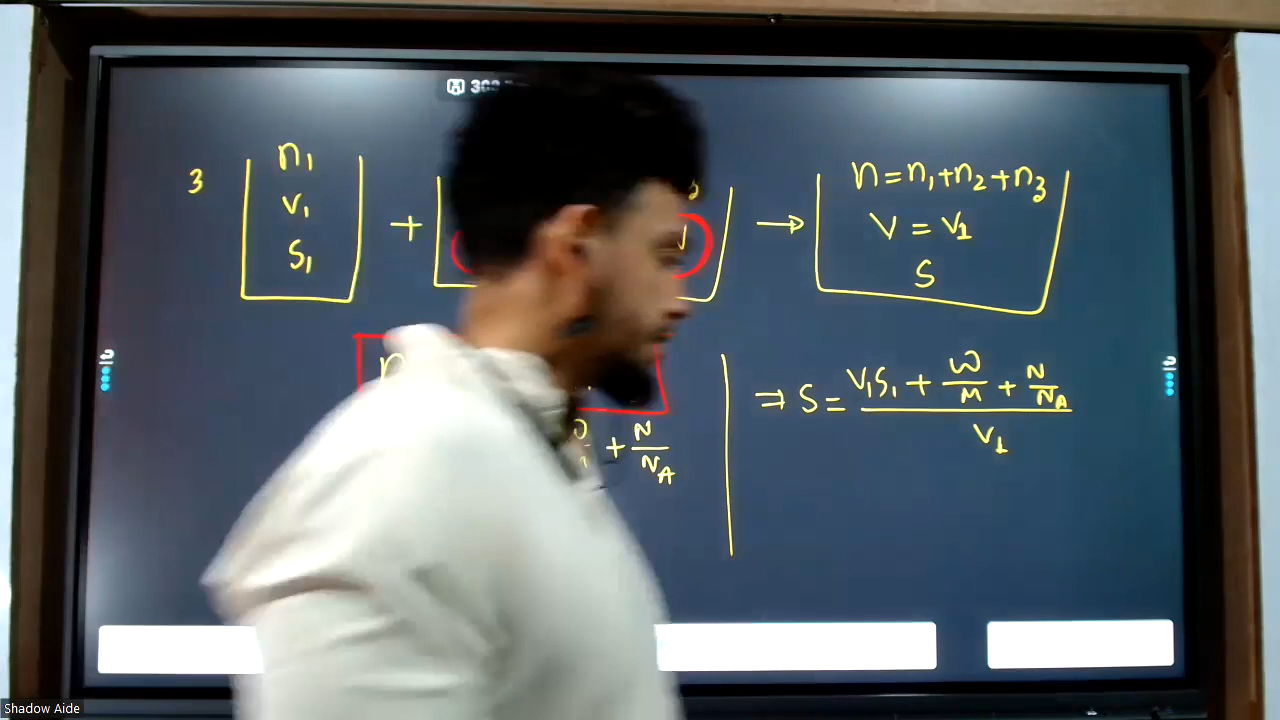 3
n₁
V₁
S₁
+
→
n=n₁+n₂+n₃
V = V₁
S
n
+ N/N_A
⇒ S = (V₁S₁ + W/M + N/N_A)/V₁
Shadow Aide